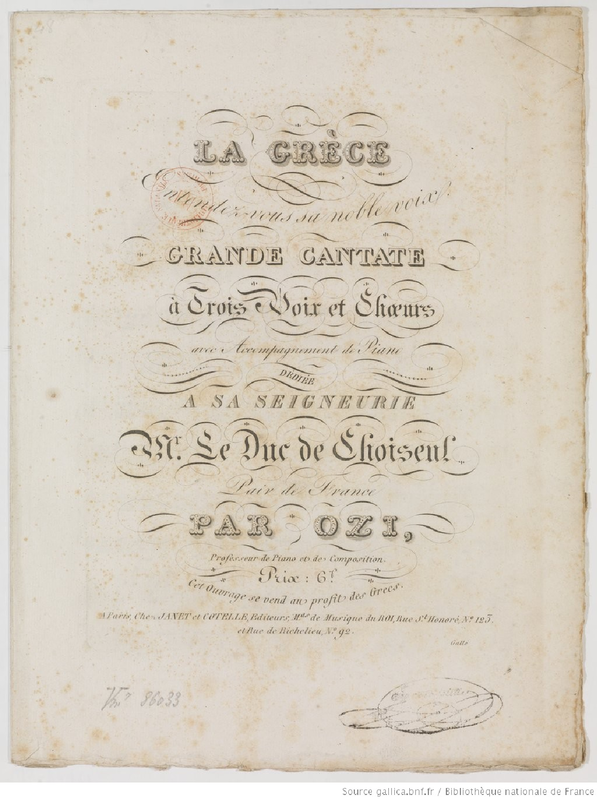 LA GRÈCE
Entendez-vous sa noble voix!
GRANDE CANTATE
à Trois Voix et Chœurs
avec Accompagnement de Piano
DÉDIÉE
A SA SEIGNEURIE
Mr. Le Duc de Choiseul
Pair de France
PAR OZI,
Professeur de Piano et de Composition.
Prix: 6f.
Cet Ouvrage se vend au profit des Grecs.
A Paris, Chez JANET et COTELLE, Editeurs, Mds de Musique du ROI, Rue St. Honoré, No. 123,
et Rue de Richelieu, No. 92.
Vm7 86033
Source gallica.bnf.fr / Bibliothèque nationale de France